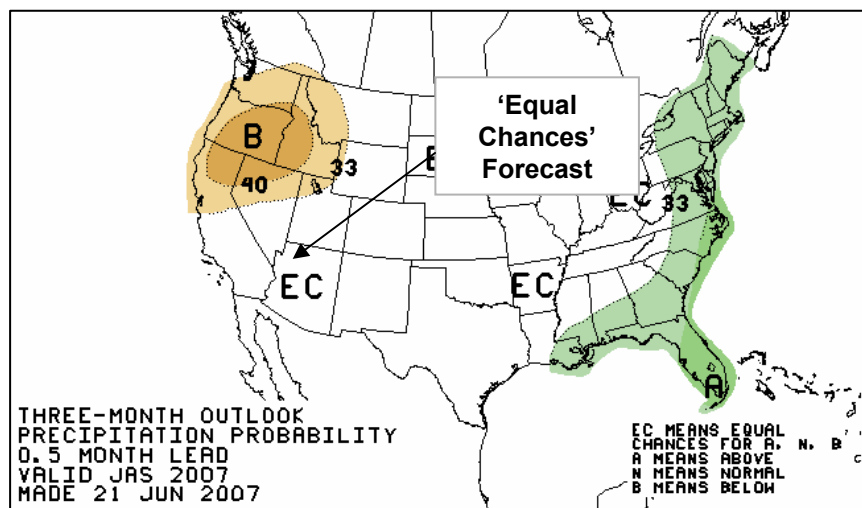 ‘Equal
Chances’
Forecast
B
40
33
EC
33
EC
EC
A
THREE-MONTH OUTLOOK
PRECIPITATION PROBABILITY
0.5 MONTH LEAD
VALID JAS 2007
MADE 21 JUN 2007
EC MEANS EQUAL
CHANCES FOR A, N, B
A MEANS ABOVE
N MEANS NORMAL
B MEANS BELOW